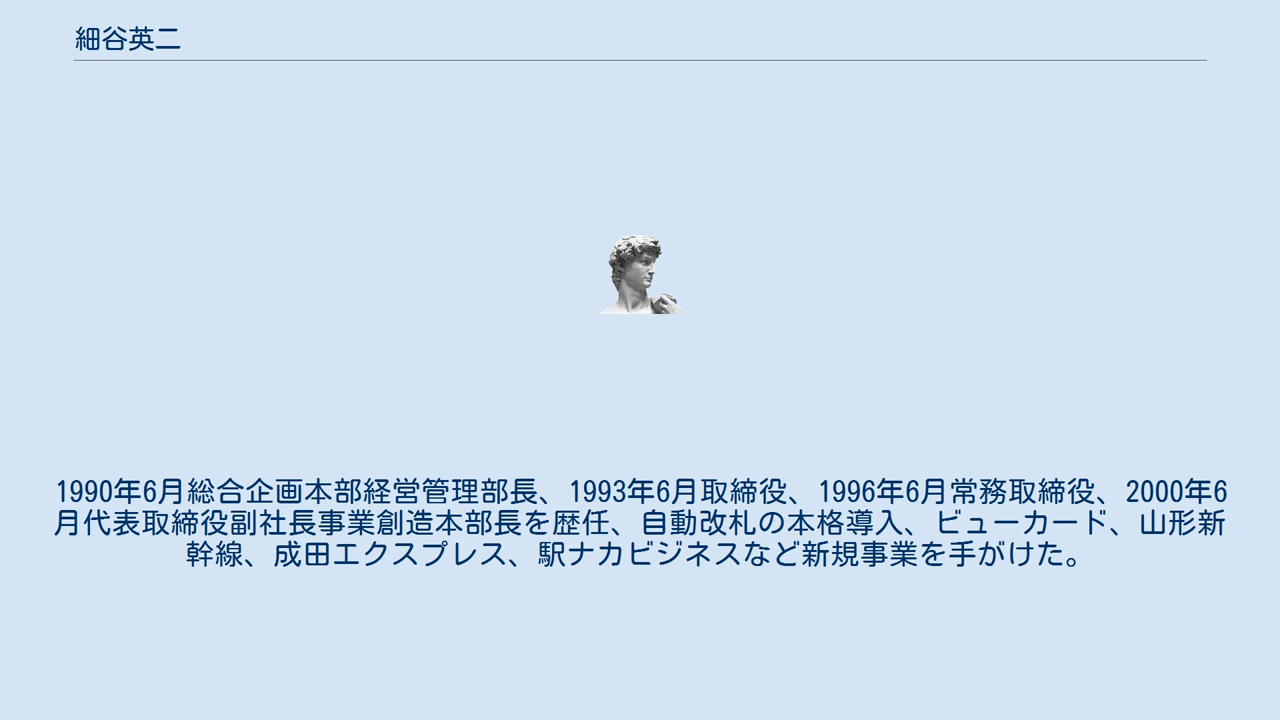 細谷英二
1990年6月総合企画本部経営管理部長、1993年6月取締役、1996年6月常務取締役、2000年6
月代表取締役副社長事業創造本部長を歴任、自動改札の本格導入、ビューカード、山形新
幹線、成田エクスプレス、駅ナカビジネスなど新規事業を手がけた。